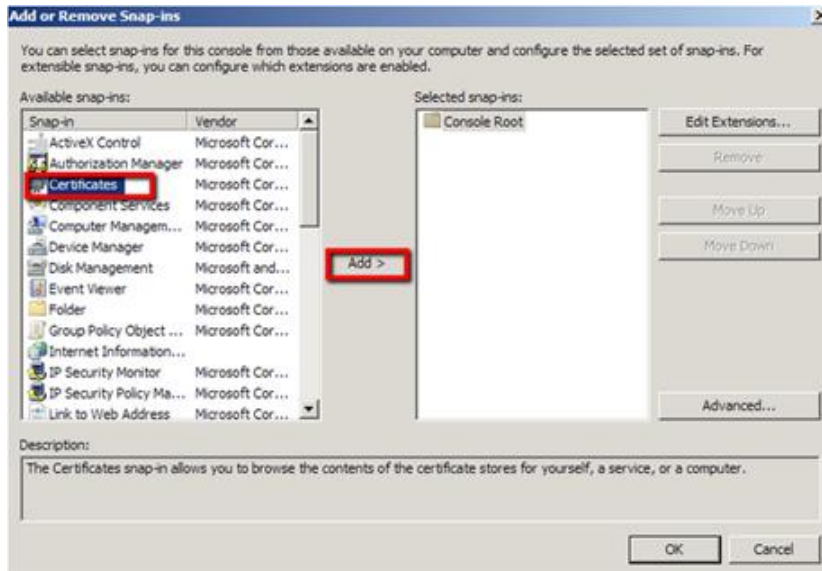 Add or Remove Snap-ins
You can select snap-ins for this console from those available on your computer and configure the selected set of snap-ins. For
extensible snap-ins, you can configure which extensions are enabled.
Available snap-ins:
Snap-in Vendor
ActiveX Control Microsoft Cor...
Authorization Manager Microsoft Cor...
Certificates Microsoft Cor...
Component Services Microsoft Cor...
Computer Managem... Microsoft Cor...
Device Manager Microsoft Cor...
Disk Management Microsoft and...
Event Viewer Microsoft Cor...
Folder Microsoft Cor...
Group Policy Object ... Microsoft Cor...
Internet Information...
IP Security Monitor Microsoft Cor...
IP Security Policy Ma... Microsoft Cor...
Link to Web Address Microsoft Cor...
Add >
Selected snap-ins:
Console Root
Edit Extensions...
Remove
Move Up
Move Down
Advanced...
Description:
The Certificates snap-in allows you to browse the contents of the certificate stores for yourself, a service, or a computer.
OK Cancel